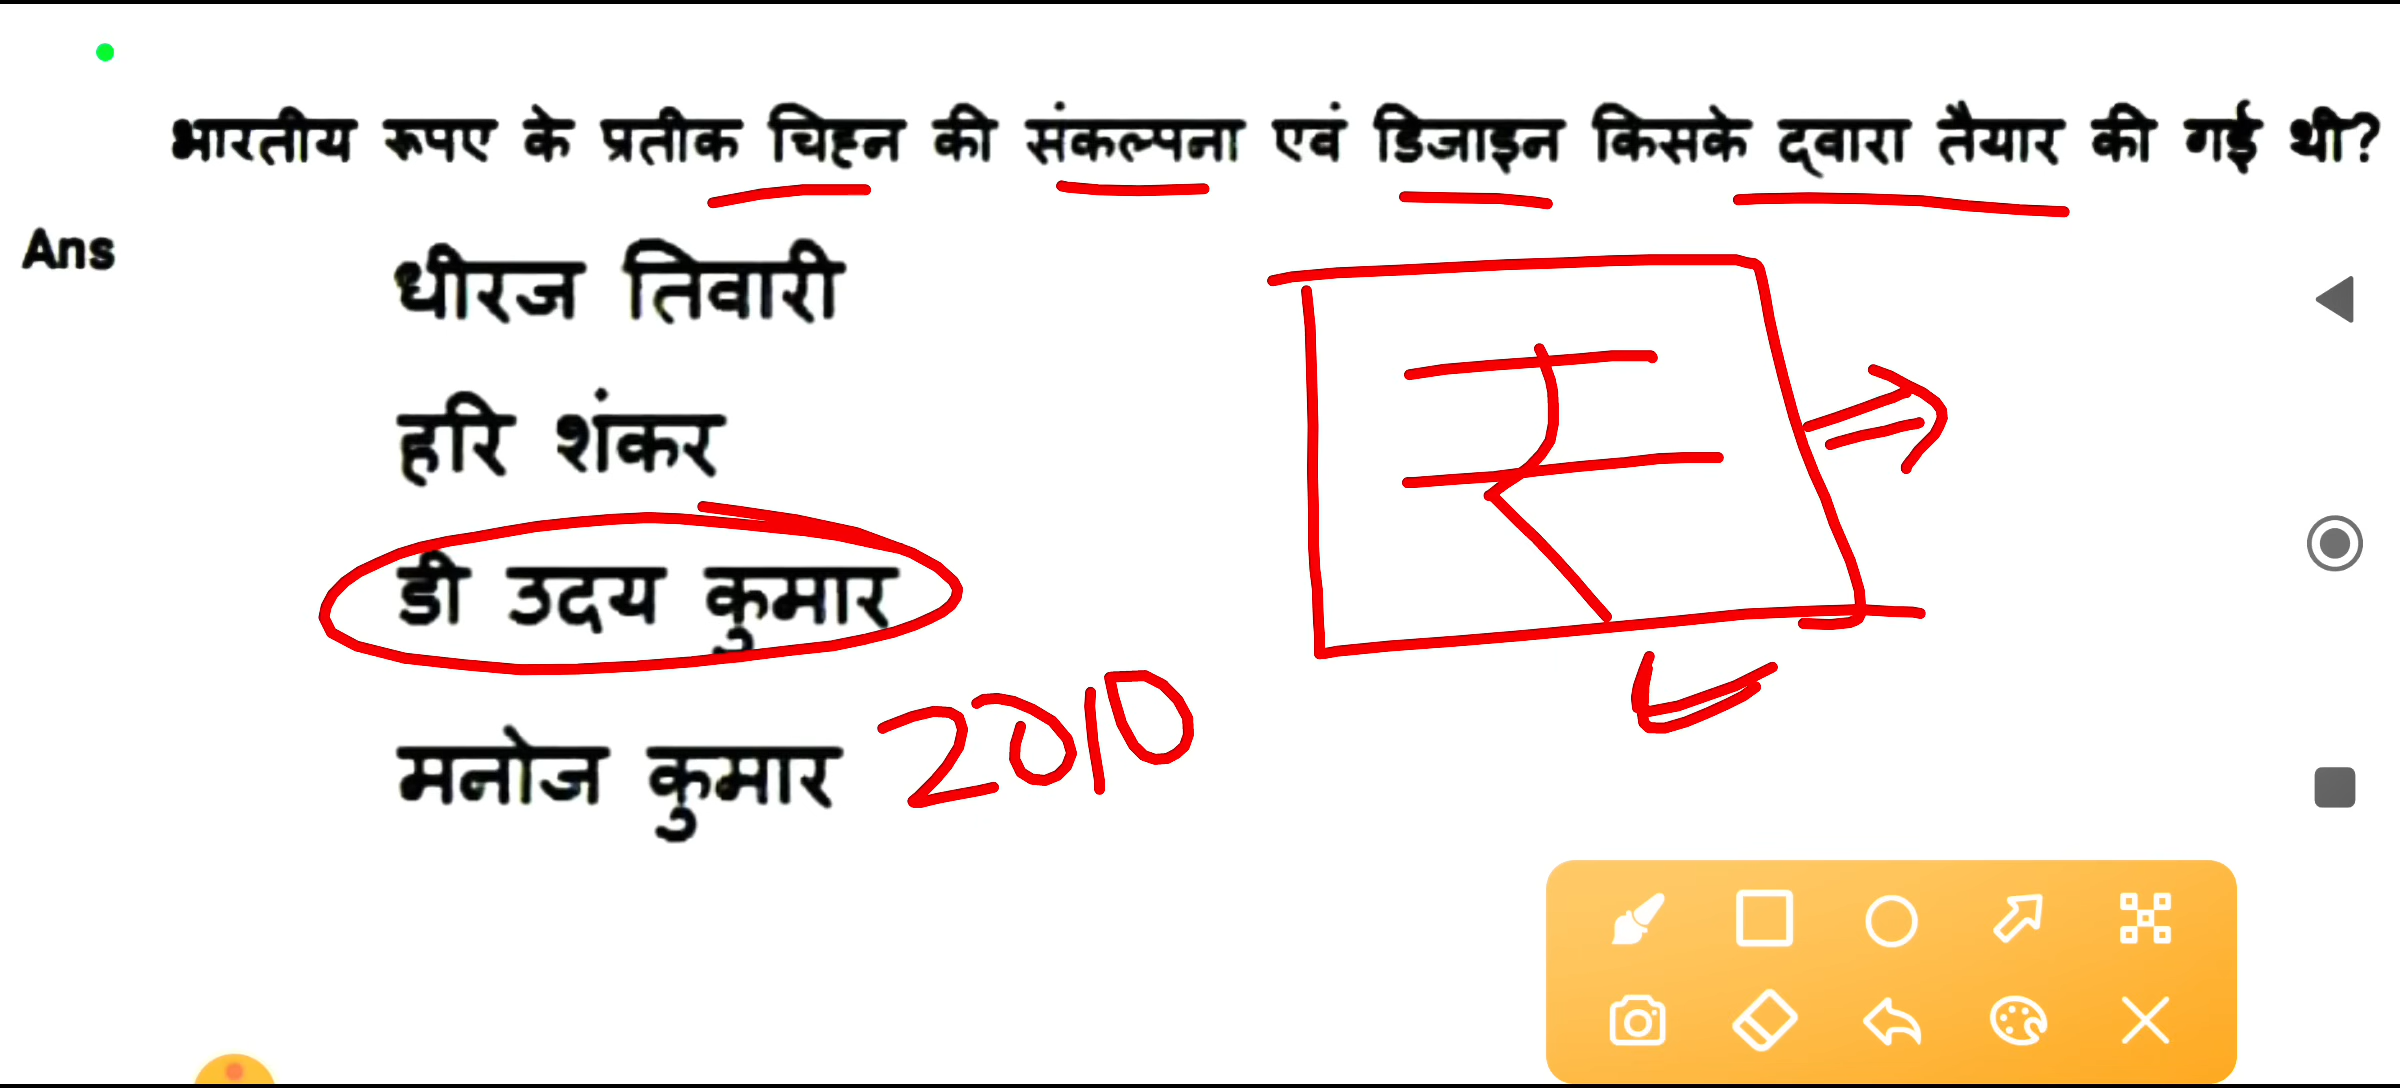 भारतीय रूपए के प्रतीक चिह्न की संकल्पना एवं डिजाइन किसके द्वारा तैयार की गई थी?
Ans
धीरज तिवारी
हरि शंकर
डी उदय कुमार
मनोज कुमार
2010
₹